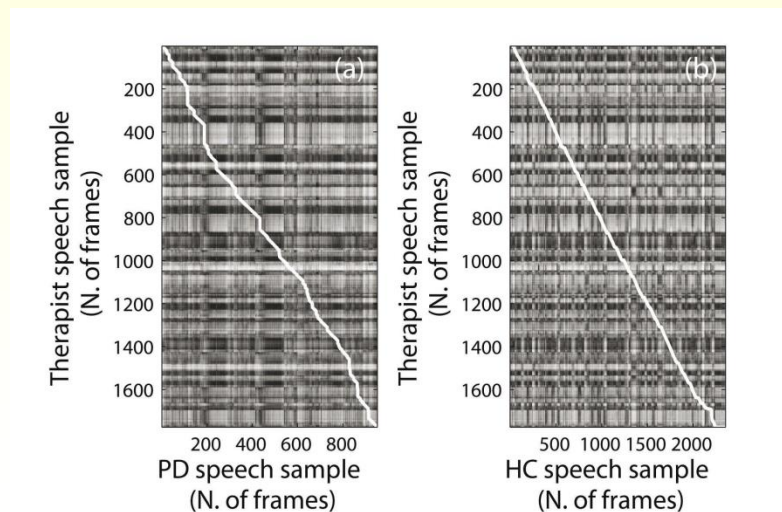 (a)
Therapist speech sample
(N. of frames)
200
400
600
800
1000
1200
1400
1600
200 400 600 800
PD speech sample
(N. of frames)
(b)
Therapist speech sample
(N. of frames)
200
400
600
800
1000
1200
1400
1600
500 1000 1500 2000
HC speech sample
(N. of frames)